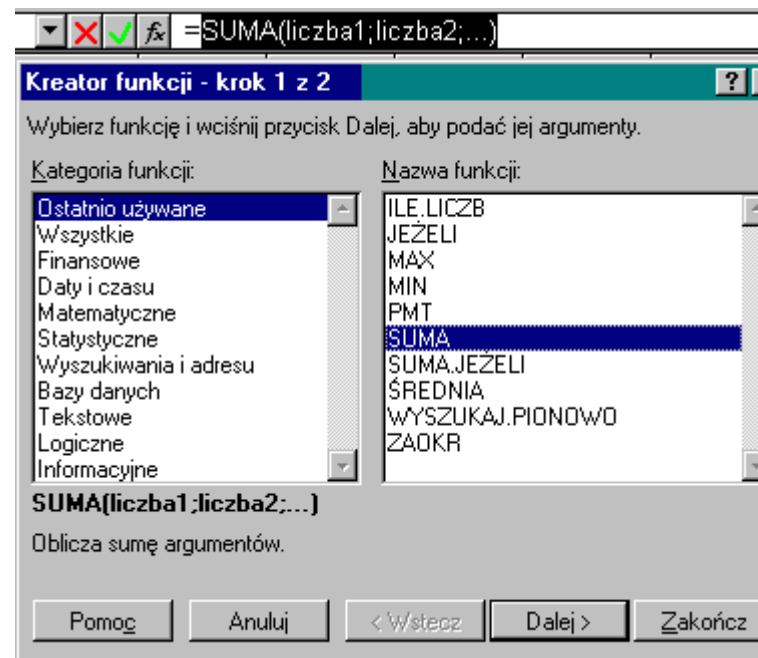 fx =SUMA(liczba1;liczba2;...)
Kreator funkcji - krok 1 z 2 ?
Wybierz funkcję i wciśnij przycisk Dalej, aby podać jej argumenty.
Kategoria funkcji:
Ostatnio używane
Wszystkie
Finansowe
Daty i czasu
Matematyczne
Statystyczne
Wyszukiwania i adresu
Bazy danych
Tekstowe
Logiczne
Informacyjne
Nazwa funkcji:
ILE.LICZB
JEŻELI
MAX
MIN
PMT
SUMA
SUMA.JEŻELI
ŚREDNIA
WYSZUKAJ.PIONOWO
ZAOKR
SUMA(liczba1;liczba2;...)
Oblicza sumę argumentów.
Pomoc Anuluj < Wstecz Dalej > Zakończ